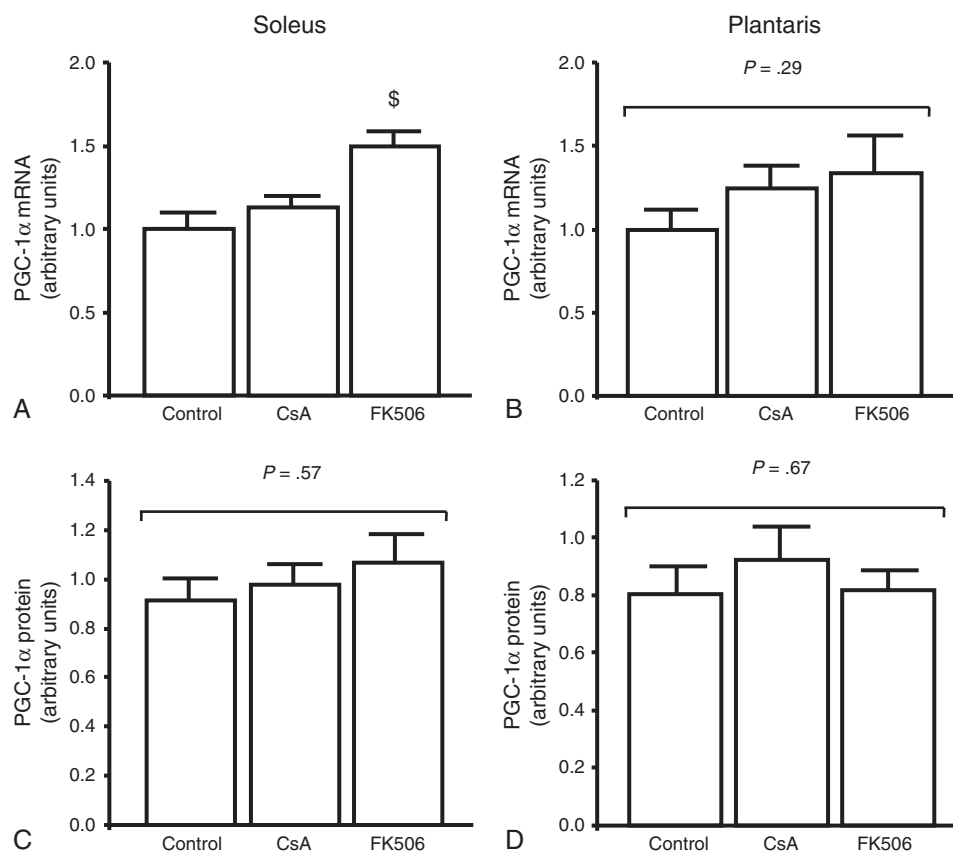 Soleus
Plantaris
PGC-1α mRNA
(arbitrary units)
2.0
1.5
1.0
0.5
0.0
$
A
Control CsA FK506
PGC-1α mRNA
(arbitrary units)
2.0
1.5
1.0
0.5
0.0
P = .29
B
Control CsA FK506
PGC-1α protein
(arbitrary units)
1.4
1.2
1.0
0.8
0.6
0.4
0.2
0.0
P = .57
C
Control CsA FK506
PGC-1α protein
(arbitrary units)
1.2
1.0
0.8
0.6
0.4
0.2
0.0
P = .67
D
Control CsA FK506